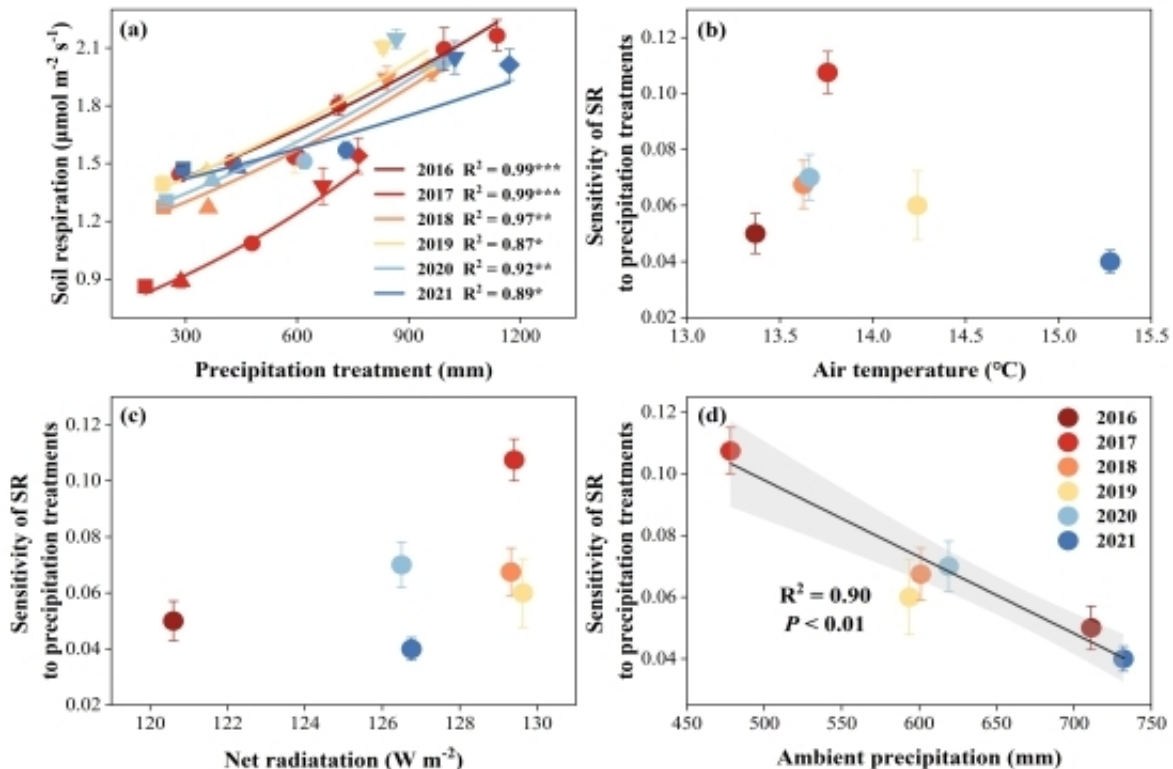 (a)
Soil respiration (μmol m⁻² s⁻¹)
2.1
1.8
1.5
1.2
0.9
2016 R² = 0.99***
2017 R² = 0.99***
2018 R² = 0.97**
2019 R² = 0.87*
2020 R² = 0.92**
2021 R² = 0.89*
300 600 900 1200
Precipitation treatment (mm)
(b)
Sensitivity of SR
to precipitation treatments
0.12
0.10
0.08
0.06
0.04
0.02
13.0 13.5 14.0 14.5 15.0 15.5
Air temperature (°C)
(c)
Sensitivity of SR
to precipitation treatments
0.12
0.10
0.08
0.06
0.04
0.02
120 122 124 126 128 130
Net radiatation (W m⁻²)
(d)
Sensitivity of SR
to precipitation treatments
0.12
0.10
0.08
0.06
0.04
2016
2017
2018
2019
2020
2021
R² = 0.90
P < 0.01
450 500 550 600 650 700 750
Ambient precipitation (mm)